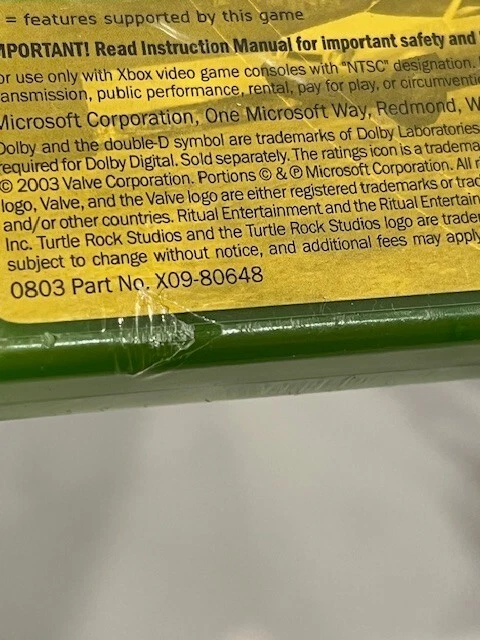 = features supported by this game
MPORTANT! Read Instruction Manual for important safety and
or use only with Xbox video game consoles with "NTSC" designation.
ansmission, public performance, rental, pay for play, or circumventi
Microsoft Corporation, One Microsoft Way, Redmond, W
Dolby and the double-D symbol are trademarks of Dolby Laboratories
required for Dolby Digital. Sold separately. The ratings icon is a tradema
© 2003 Valve Corporation. Portions © & ℗ Microsoft Corporation. All ri
logo, Valve, and the Valve logo are either registered trademarks or trad
and/or other countries. Ritual Entertainment and the Ritual Entertain
Inc. Turtle Rock Studios and the Turtle Rock Studios logo are trader
subject to change without notice, and additional fees may apply
0803 Part No. X09-80648